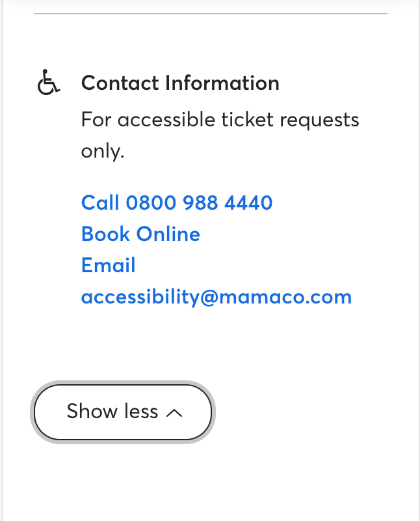 Contact Information
For accessible ticket requests
only.
Call 0800 988 4440
Book Online
Email
accessibility@mamaco.com
Show less